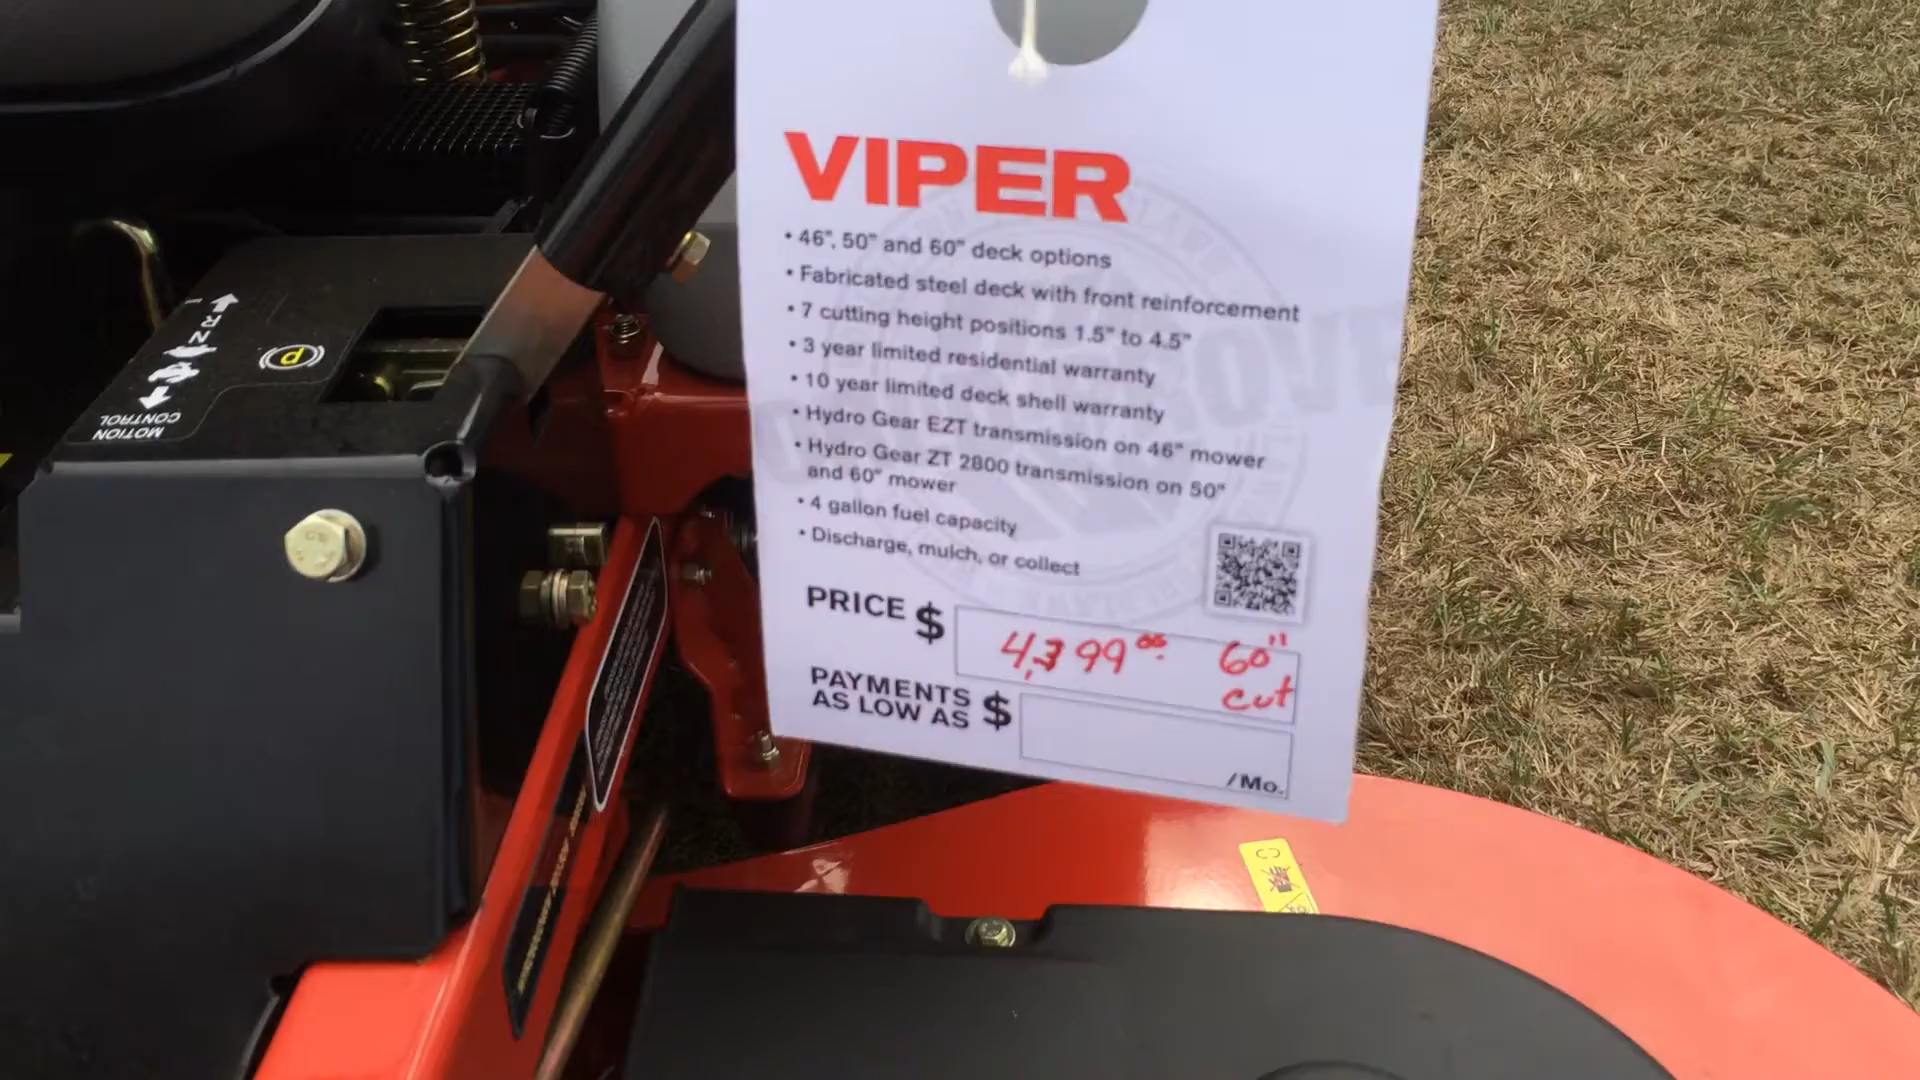 VIPER
• 46", 50" and 60" deck options
• Fabricated steel deck with front reinforcement
• 7 cutting height positions 1.5" to 4.5"
• 3 year limited residential warranty
• 10 year limited deck shell warranty
• Hydro Gear EZT transmission on 46" mower
• Hydro Gear ZT 2800 transmission on 50"
and 60" mower
• 4 gallon fuel capacity
• Discharge, mulch, or collect
PRICE $ 4,399.00 60"
cut
PAYMENTS
AS LOW AS $
/Mo.
MOTION
CONTROL
F
N
R
P